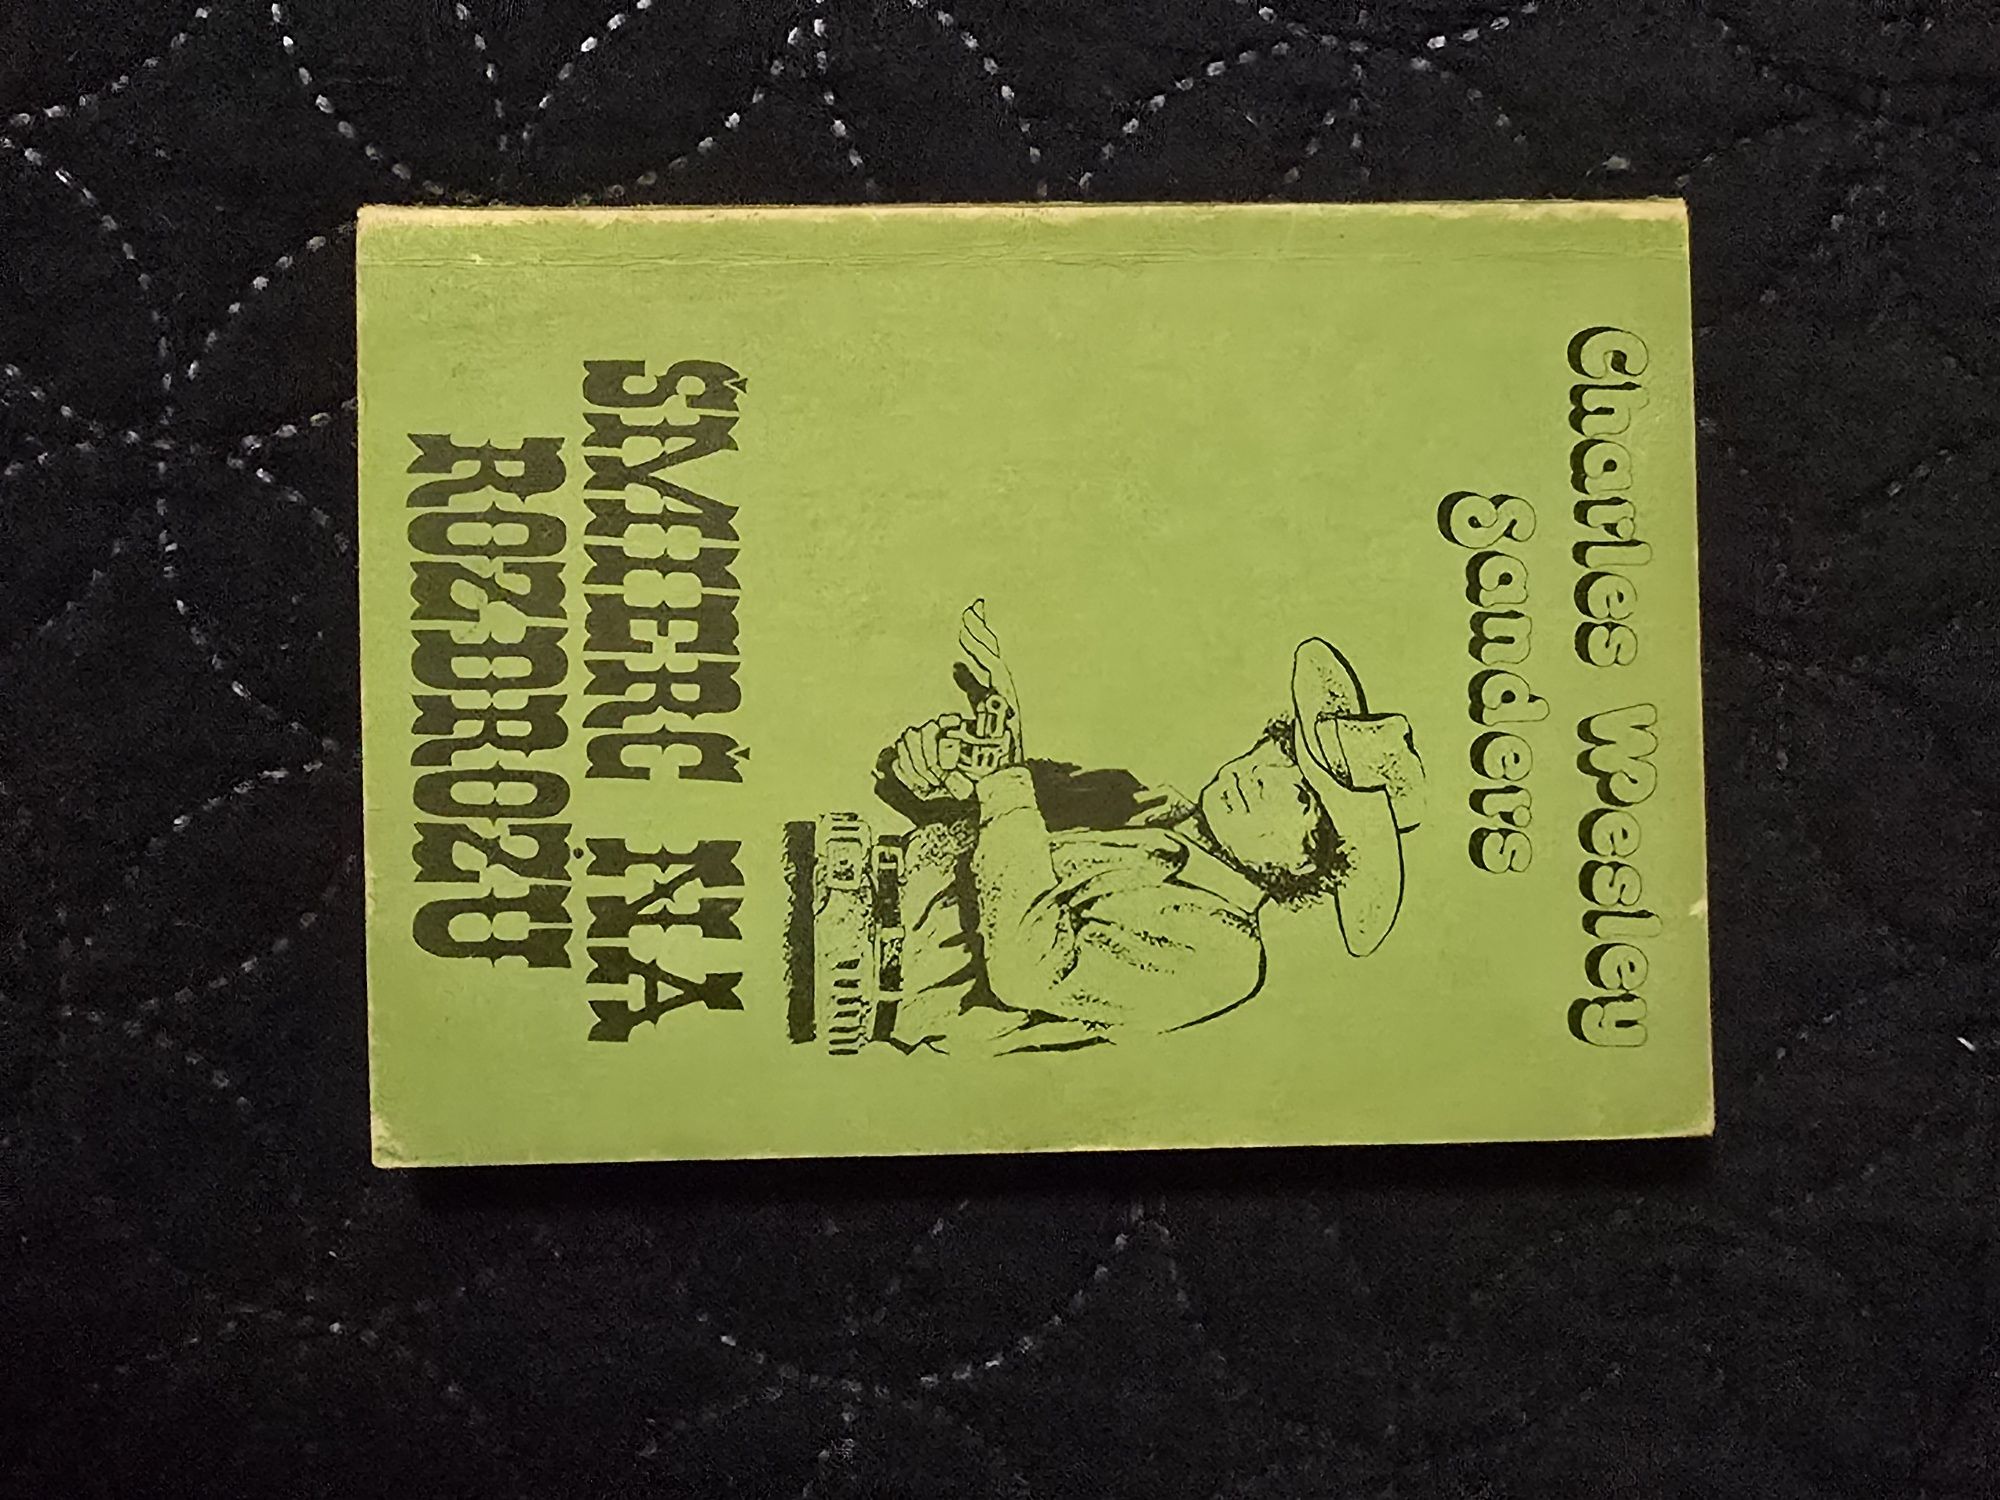 Charles Wesley
Sanders
ŚMIERĆ NA
ROZDROŻU